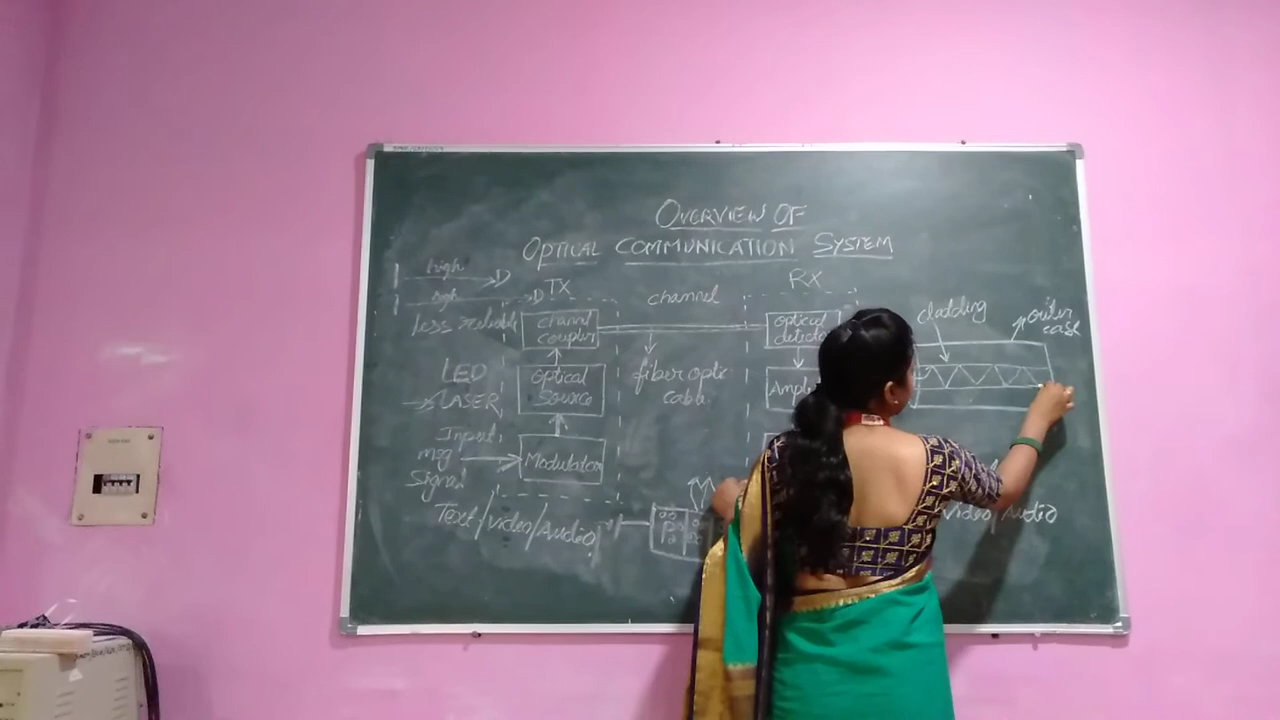 OVERVIEW OF
OPTICAL COMMUNICATION SYSTEM
high
TX
channel
RX
less reliable
channel
coupler
optical
detector
cladding
outer
case
LED
LASER
optical
source
fiber optic
cable
Ampli
Input
msg
Signal
Modulator
Text/video/Audio
Video/Audio